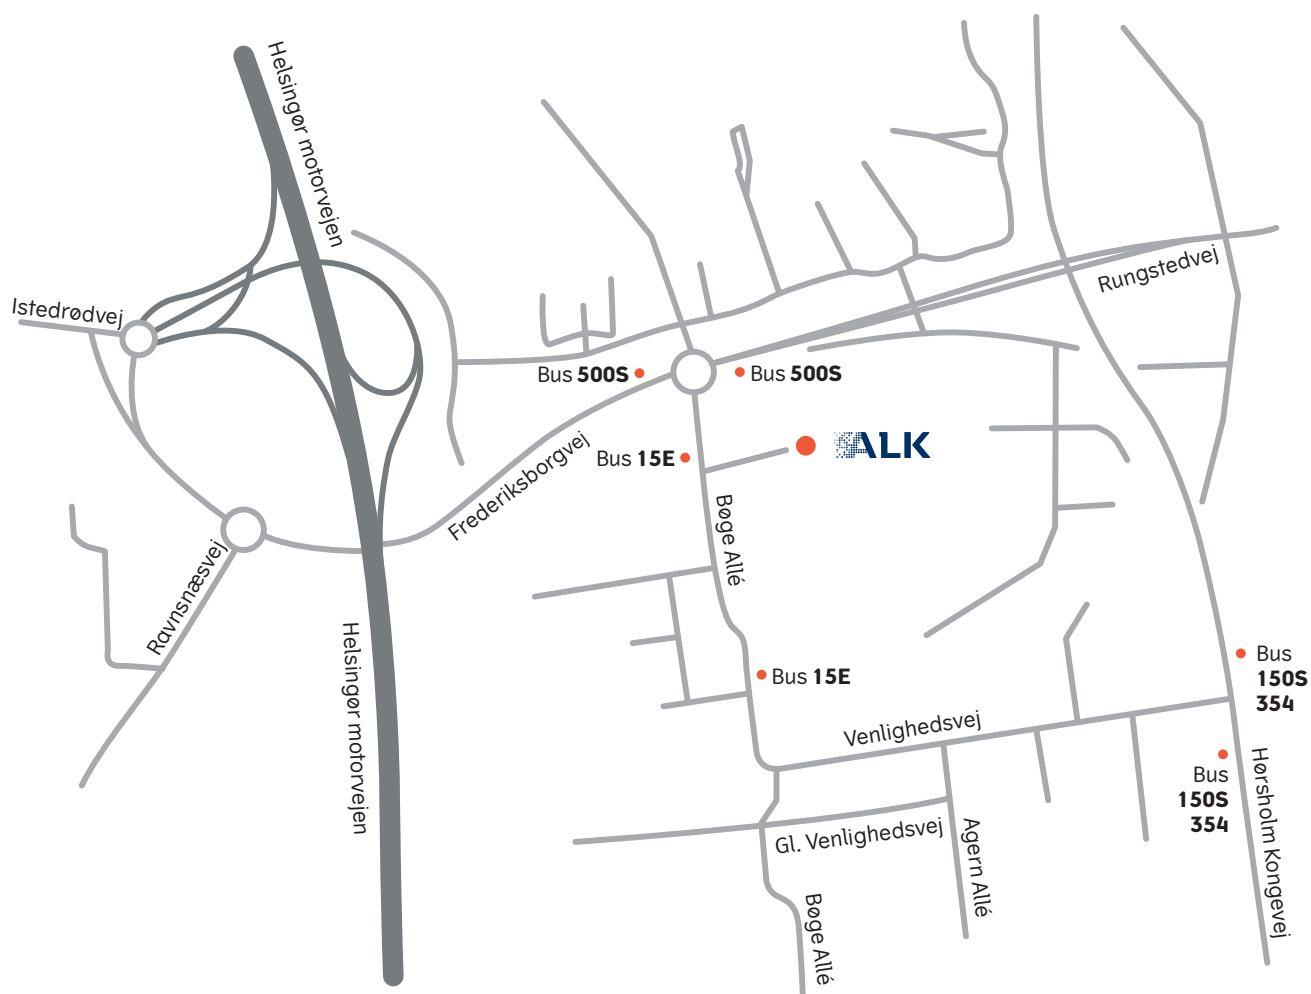 Helsingør motorvejen
Istedrødvej
Rungstedvej
Bus 500S
Bus 500S
ALK
Bus 15E
Frederiksborgvej
Bøge Allé
Ravnsnæsvej
Helsingør motorvejen
Bus
150S
354
Bus 15E
Venlighedsvej
Bus
150S
354
Hørsholm Kongevej
Gl. Venlighedsvej
Agern Allé
Bøge Allé